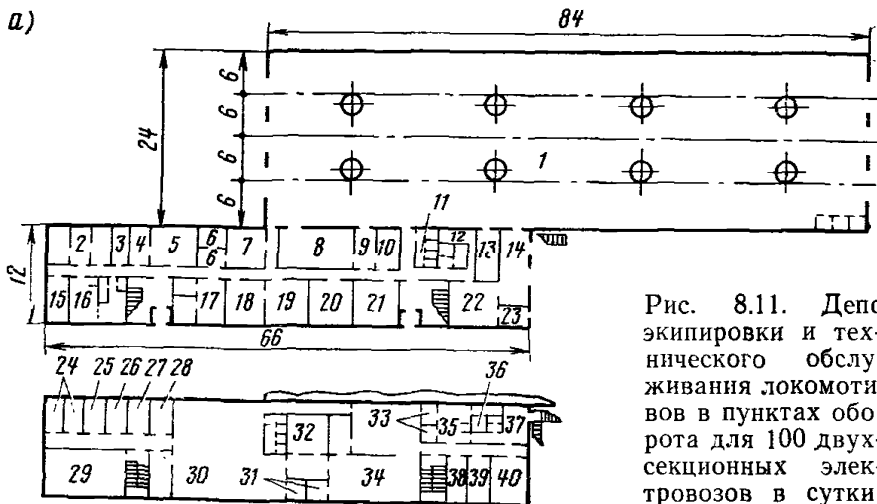 а)
84
24
6
6
6
6
1
11
2 3 4 5 6 7 8 9 10 12 13 14
6
12
15 16 17 18 19 20 21 22
23
66
24 25 26 27 28
36
32 33 35 37
29 30 31 34 38 39 40
Рис. 8.11. Депо
экипировки и тех-
нического обслу
живания локомоти
вов в пунктах обо
рота для 100 двух-
секционных элек-
тровозов в сутки